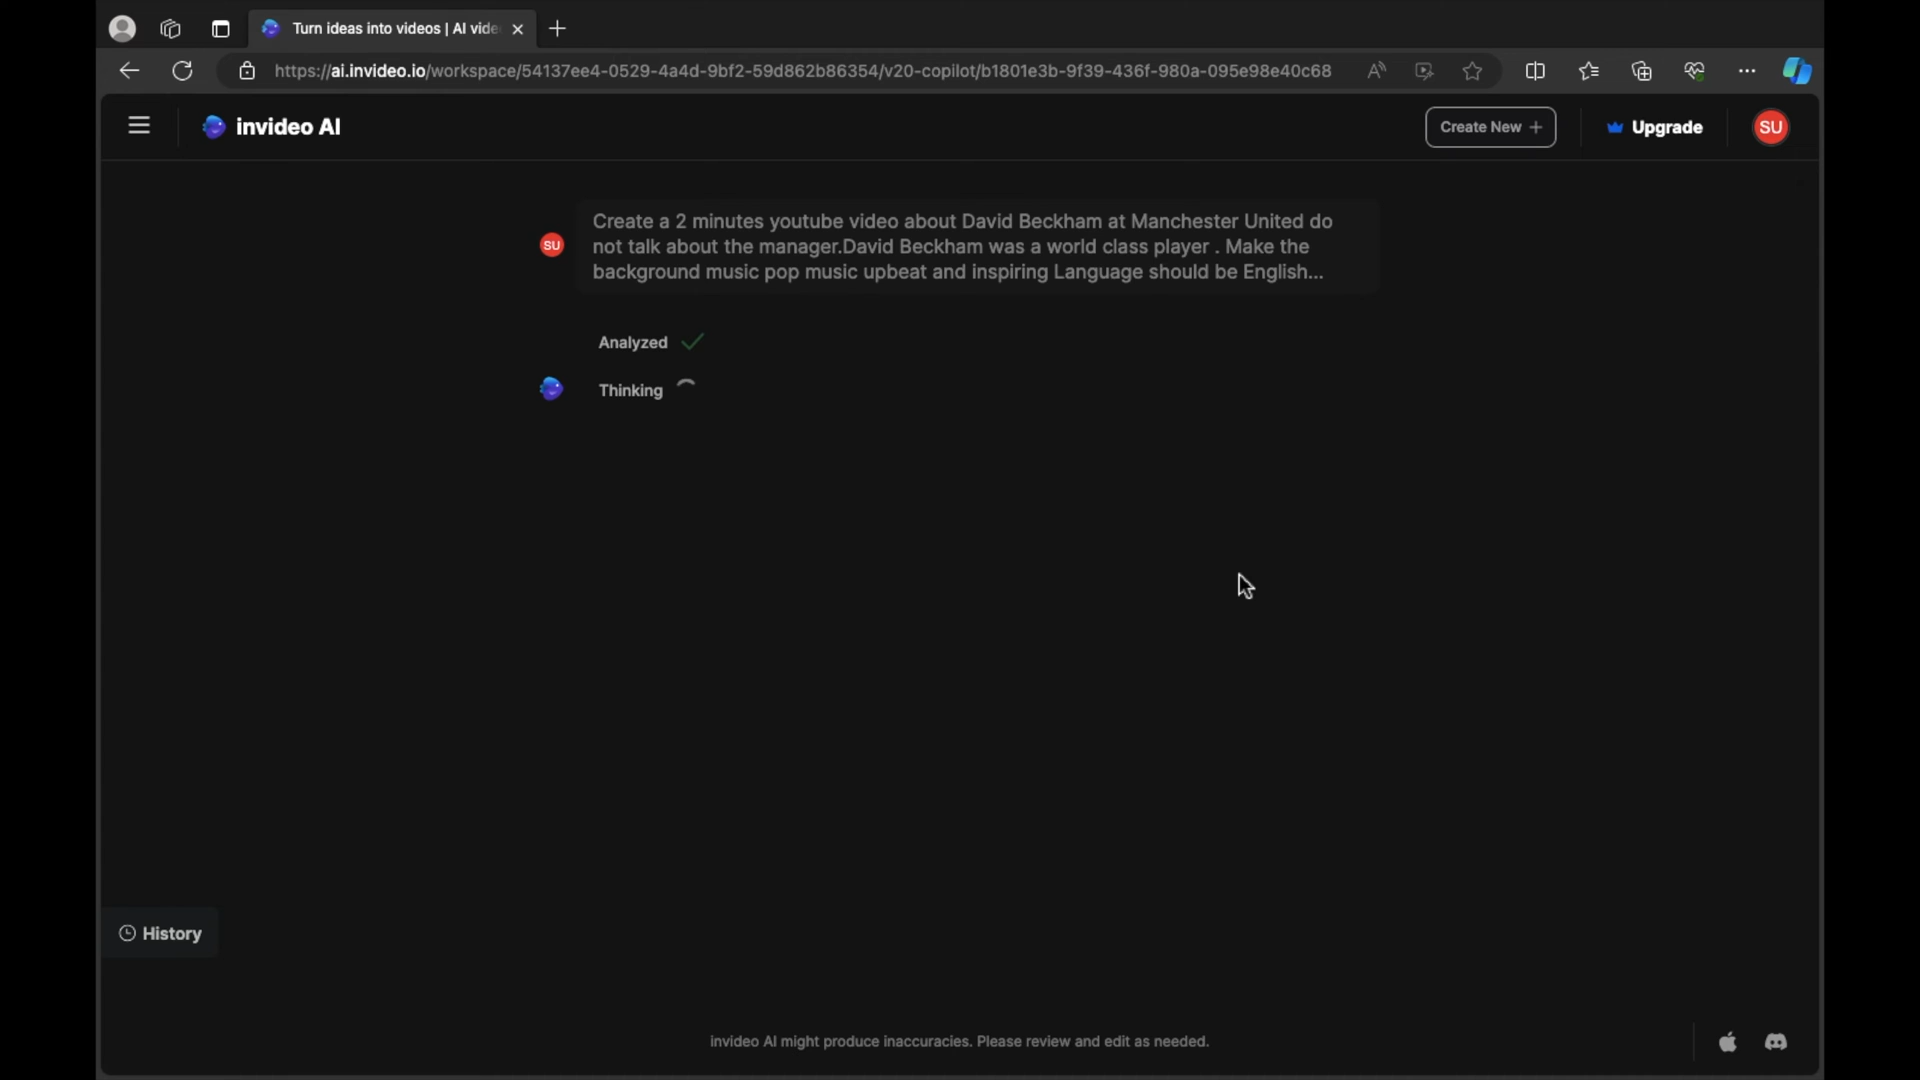 Turn ideas into videos | AI vide
https://ai.invideo.io/workspace/54137ee4-0529-4a4d-9bf2-59d862b86354/v20-copilot/b1801e3b-9f39-436f-980a-095e98e40c68
invideo AI
Create New +
Upgrade
SU
SU
Create a 2 minutes youtube video about David Beckham at Manchester United do
not talk about the manager.David Beckham was a world class player . Make the
background music pop music upbeat and inspiring Language should be English...
Analyzed
Thinking
History
invideo AI might produce inaccuracies. Please review and edit as needed.